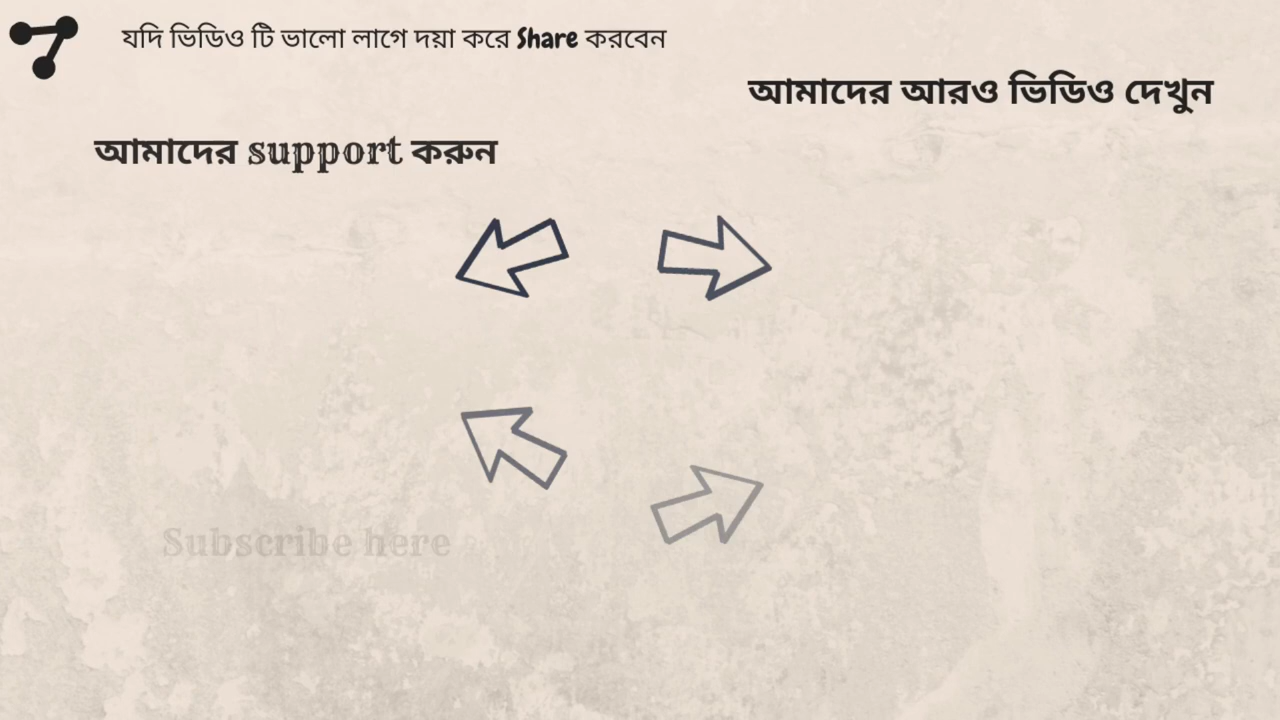 যদি ভিডিও টি ভালো লাগে দয়া করে Share করবেন
আমাদের আরও ভিডিও দেখুন
আমাদের support করুন
Subscribe here